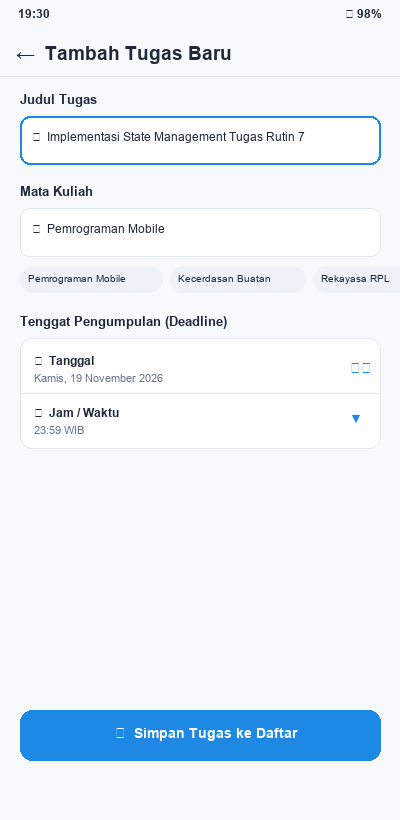 19:30
98%
← Tambah Tugas Baru
Judul Tugas
Implementasi State Management Tugas Rutin 7
Mata Kuliah
Pemrograman Mobile
Pemrograman Mobile Kecerdasan Buatan Rekayasa RPL
Tenggat Pengumpulan (Deadline)
Tanggal
Kamis, 19 November 2026
Jam / Waktu
23:59 WIB
▼
Simpan Tugas ke Daftar